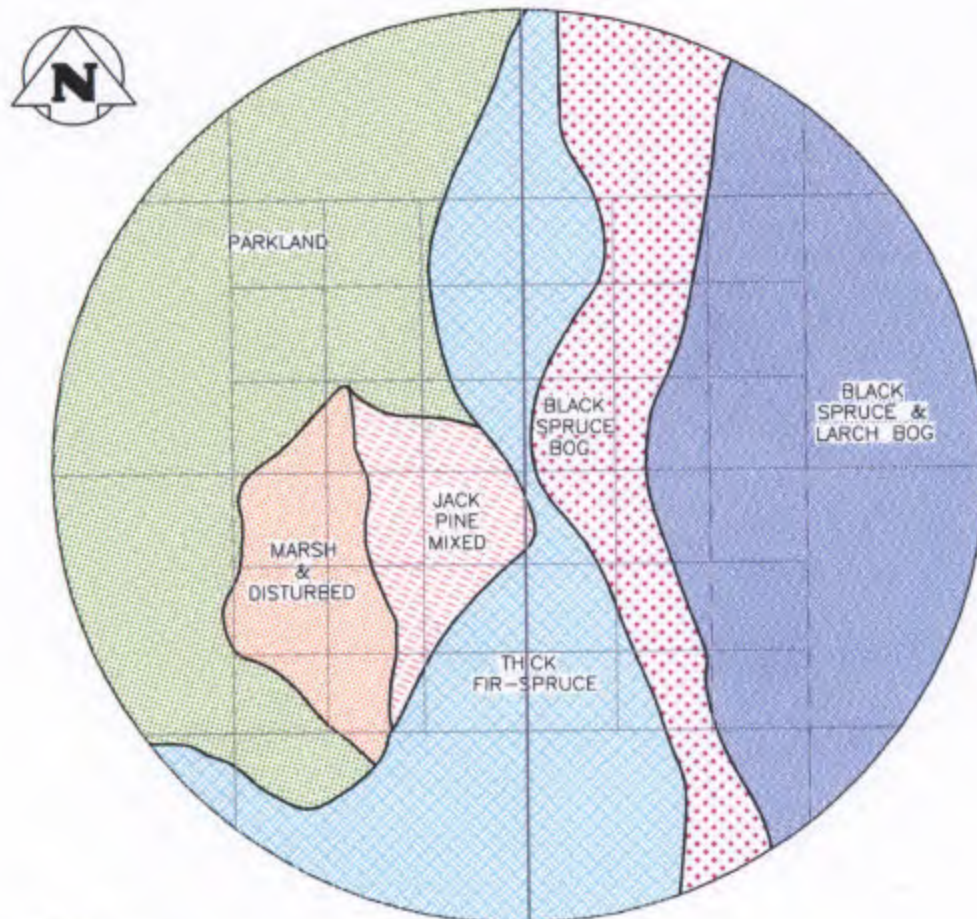 N
PARKLAND
BLACK
SPRUCE &
LARCH BOG
BLACK
SPRUCE
BOG
JACK
PINE
MIXED
MARSH
&
DISTURBED
THICK
FIR-SPRUCE